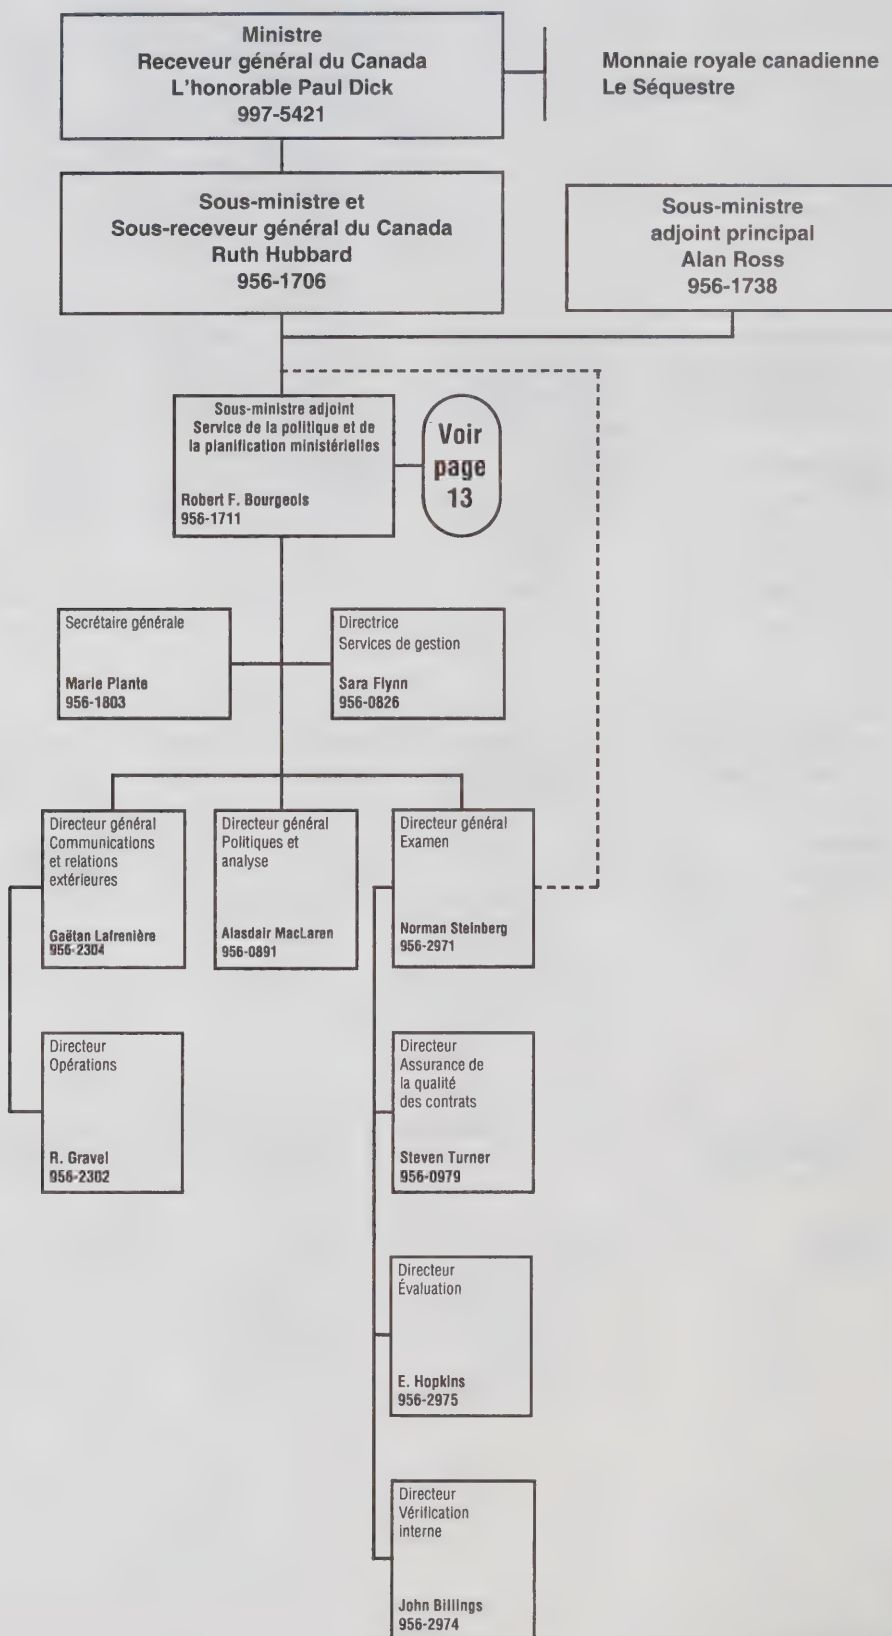 Ministre
Receveur général du Canada
L'honorable Paul Dick
997-5421
Monnaie royale canadienne
Le Séquestre
Sous-ministre et
Sous-receveur général du Canada
Ruth Hubbard
956-1706
Sous-ministre
adjoint principal
Alan Ross
956-1738
Sous-ministre adjoint
Service de la politique et de
la planification ministérielles
Robert F. Bourgeois
956-1711
Voir
page
13
Secrétaire générale
Marie Plante
956-1803
Directrice
Services de gestion
Sara Flynn
956-0826
Directeur général
Communications
et relations
extérieures
Gaëtan Lafrenière
956-2304
Directeur général
Politiques et
analyse
Alasdair MacLaren
956-0891
Directeur général
Examen
Norman Steinberg
956-2971
Directeur
Opérations
R. Gravel
956-2302
Directeur
Assurance de
la qualité
des contrats
Steven Turner
956-0979
Directeur
Évaluation
E. Hopkins
956-2975
Directeur
Vérification
interne
John Billings
956-2974